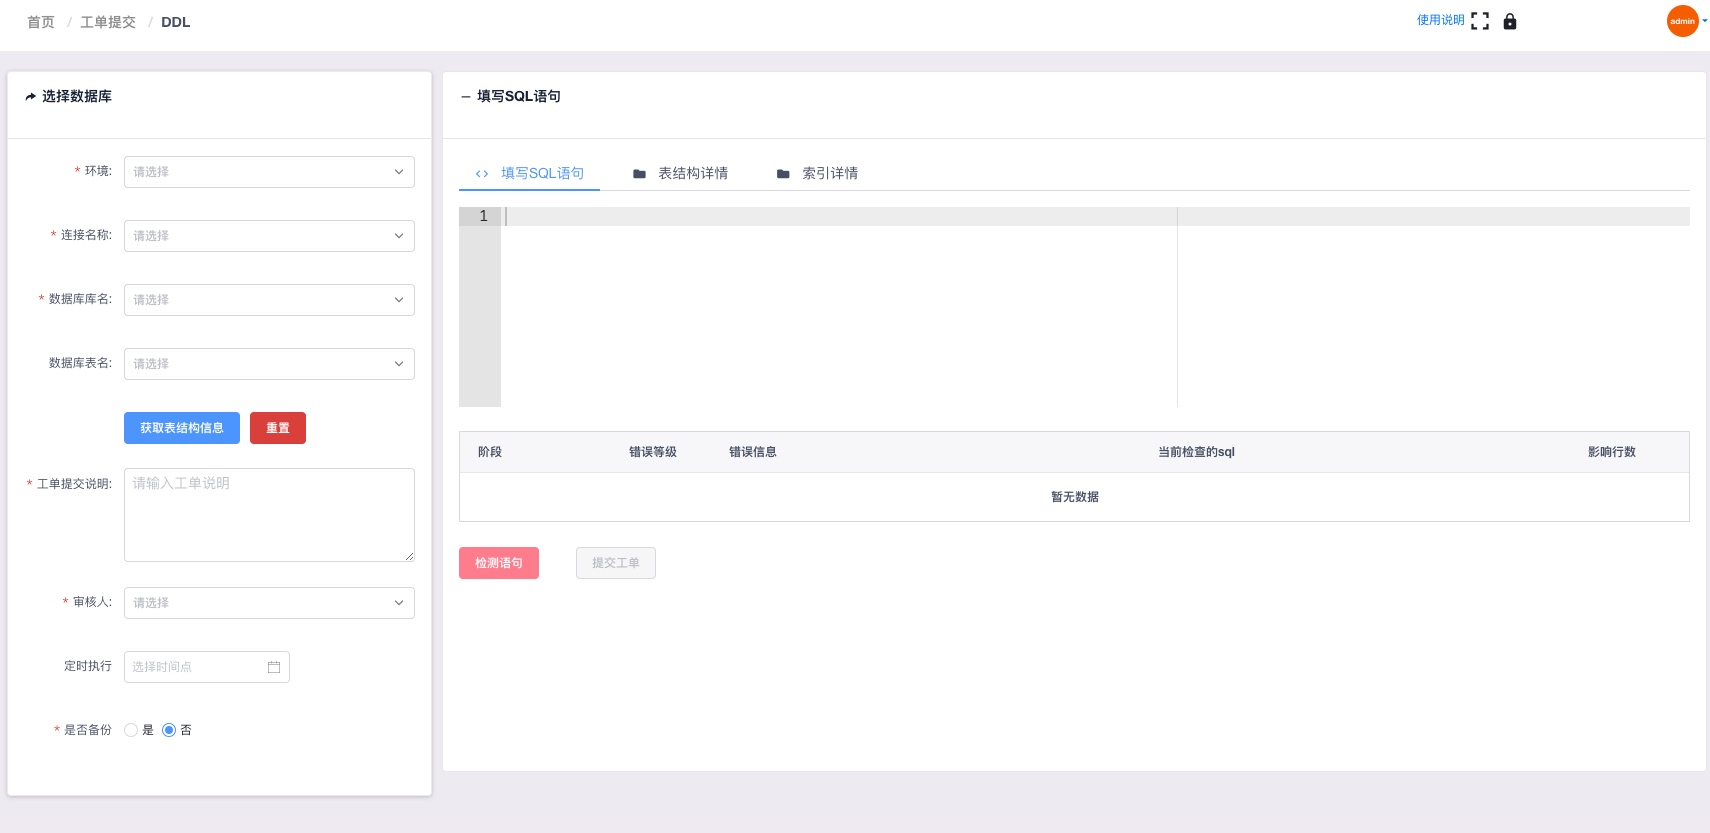 首页 / 工单提交 / DDL
使用说明
admin
选择数据库
* 环境: 请选择
* 连接名称: 请选择
* 数据库库名: 请选择
数据库表名: 请选择
获取表结构信息 重置
* 工单提交说明: 请输入工单说明
* 审核人: 请选择
定时执行 选择时间点
* 是否备份 是 否
填写SQL语句
填写SQL语句 表结构详情 索引详情
1
阶段 错误等级 错误信息 当前检查的sql 影响行数
暂无数据
检测语句 提交工单